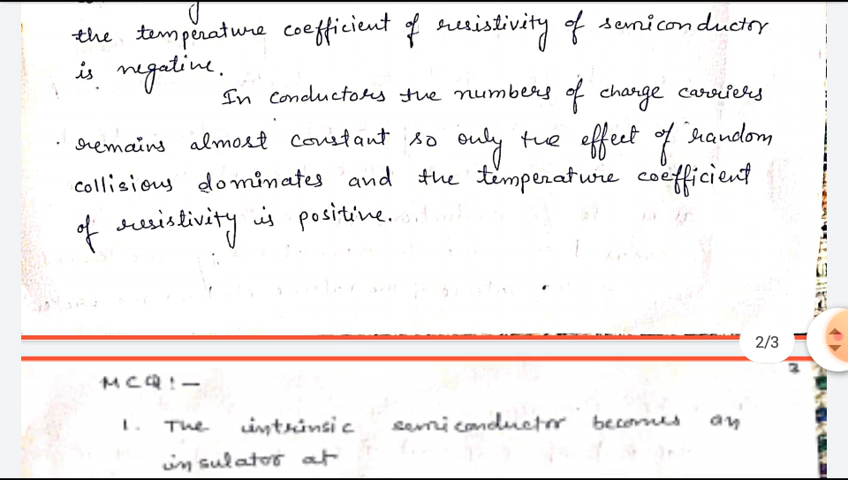 the temperature coefficient of resistivity of semiconductor
is negative.
In conductors the numbers of charge carriers
remains almost constant so only the effect of random
collisions dominates and the temperature coefficient
of resistivity is positive.
2/3
3
MCQ:-
1. The intrinsic semiconductor becomes an
insulator at